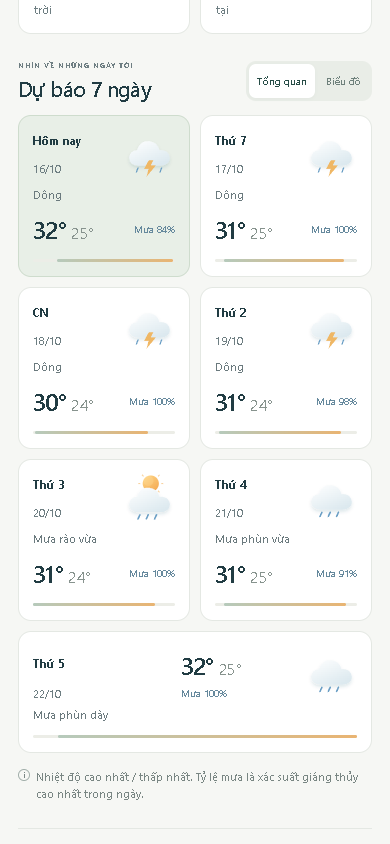 trời
tại
NHÌN VỀ NHỮNG NGÀY TỚI
Dự báo 7 ngày
Tổng quan
Biểu đồ
Hôm nay
16/10
Dông
32° 25°
Mưa 84%
Thứ 7
17/10
Dông
31° 25°
Mưa 100%
CN
18/10
Dông
30° 24°
Mưa 100%
Thứ 2
19/10
Dông
31° 24°
Mưa 98%
Thứ 3
20/10
Mưa rào vừa
31° 24°
Mưa 100%
Thứ 4
21/10
Mưa phùn vừa
31° 25°
Mưa 91%
Thứ 5
22/10
Mưa phùn dày
32° 25°
Mưa 100%
Nhiệt độ cao nhất / thấp nhất. Tỷ lệ mưa là xác suất giáng thủy
cao nhất trong ngày.